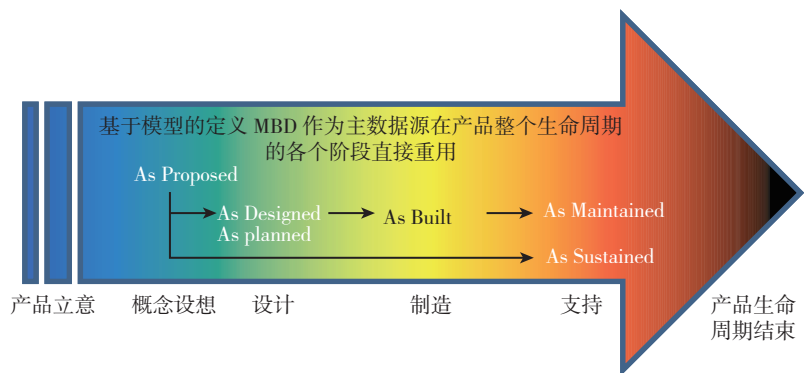 基于模型的定义 MBD 作为主数据源在产品整个生命周期
的各个阶段直接重用
As Proposed
As Designed
As planned
As Built
As Maintained
As Sustained
产品立意
概念设想
设计
制造
支持
产品生命
周期结束